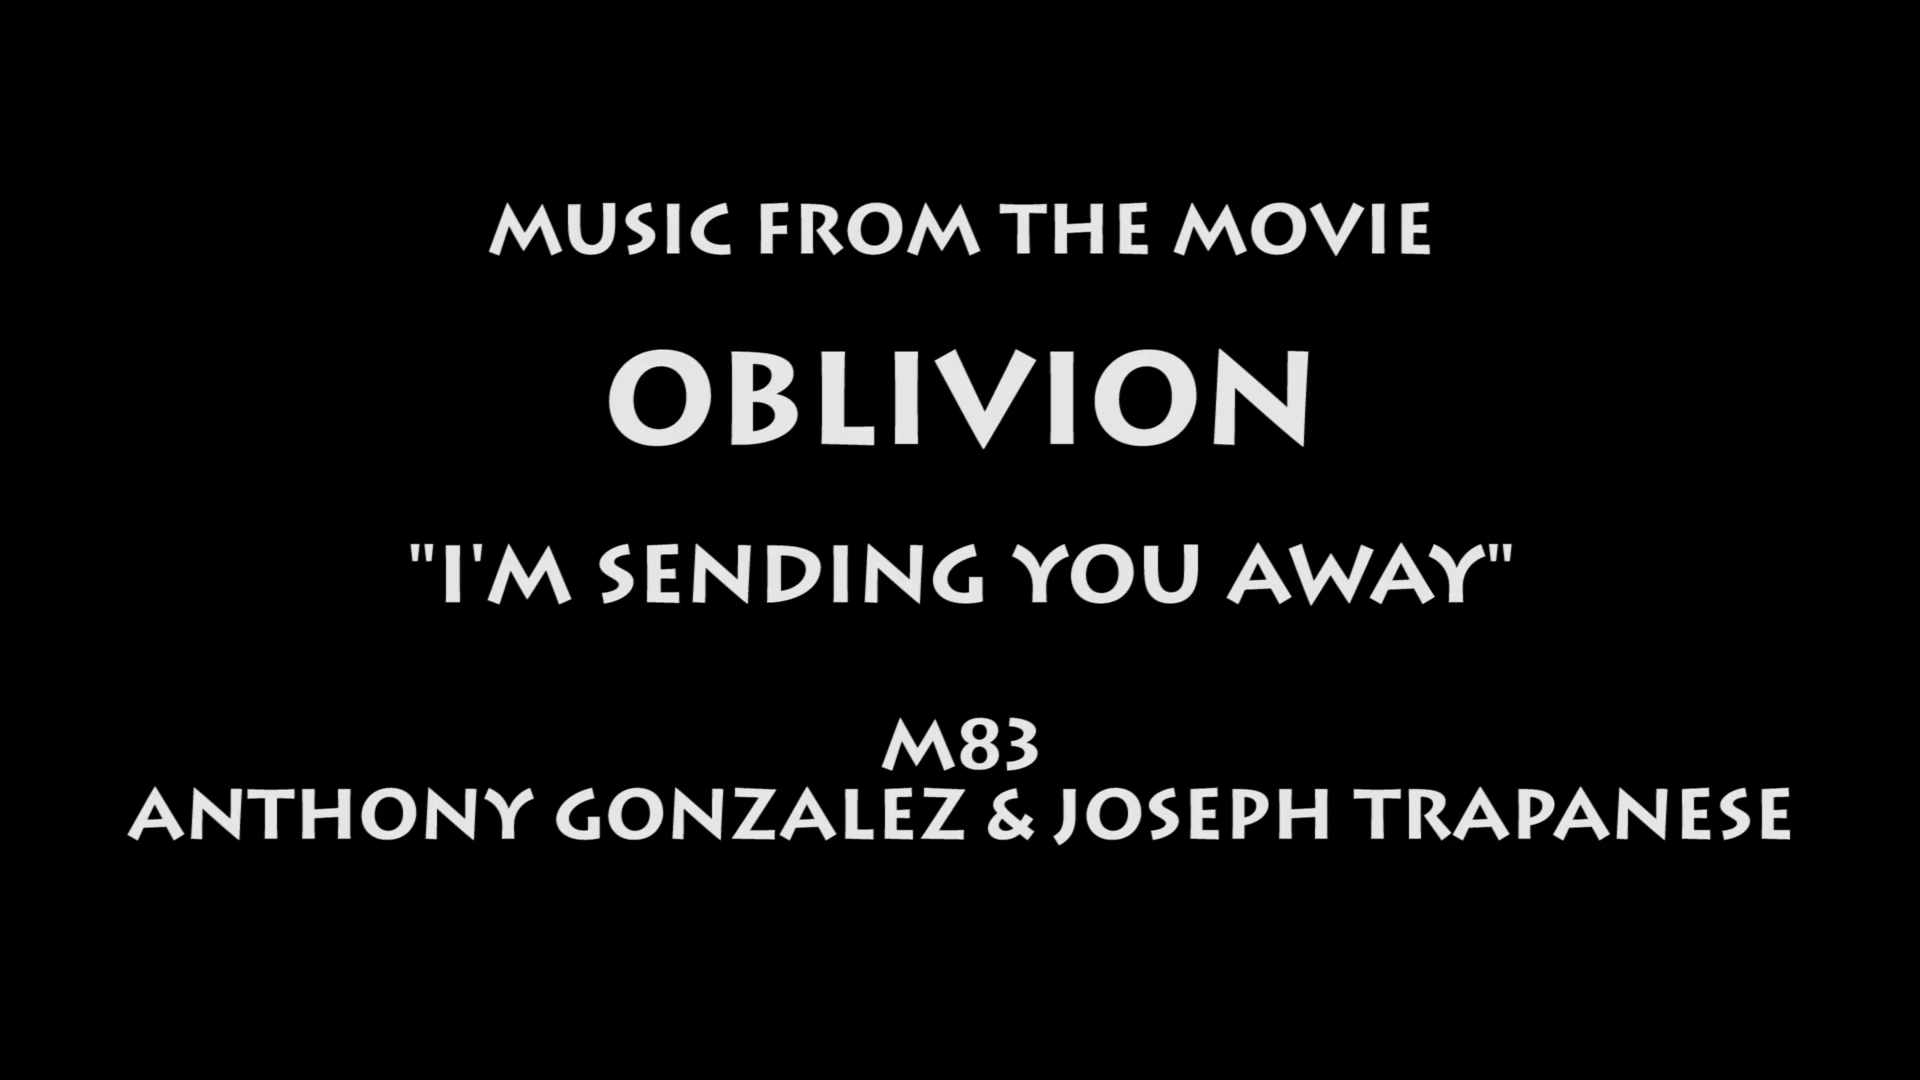 MUSIC FROM THE MOVIE
OBLIVION
"I'M SENDING YOU AWAY"
M83
ANTHONY GONZALEZ & JOSEPH TRAPANESE